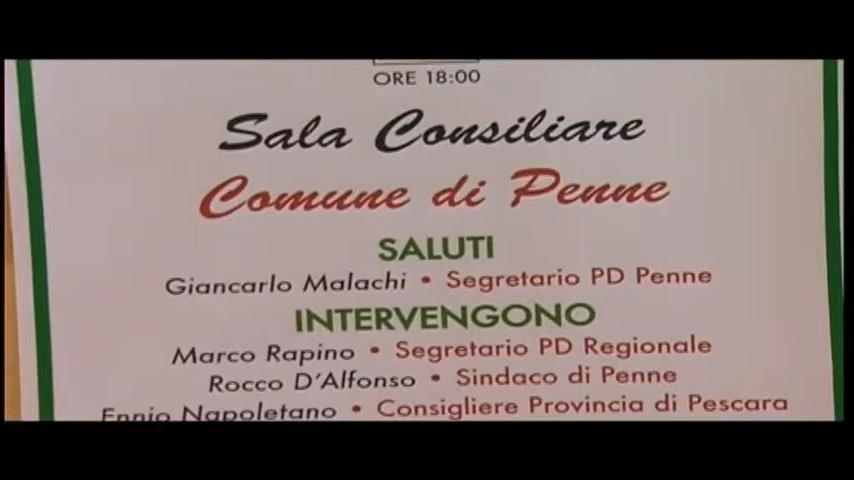 ORE 18:00
Sala Consiliare
Comune di Penne
SALUTI
Giancarlo Malachi • Segretario PD Penne
INTERVENGONO
Marco Rapino • Segretario PD Regionale
Rocco D'Alfonso • Sindaco di Penne
Ennio Napoletano • Consigliere Provincia di Pescara